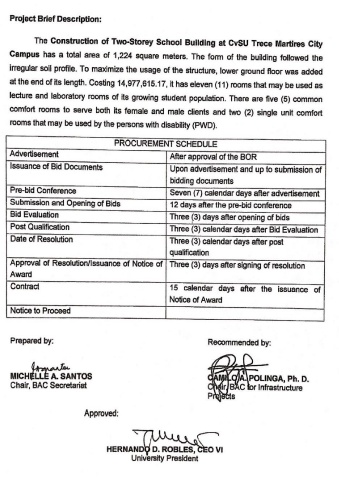 Project Brief Description:
The Construction of Two-Storey School Building at CvSU Trece Martires City
Campus has a total area of 1,224 square meters. The form of the building followed the
irregular soil profile. To maximize the usage of the structure, lower ground floor was added
at the end of its length. Costing 14,977,615.17, it has eleven (11) rooms that may be used as
lecture and laboratory rooms of its growing student population. There are five (5) common
comfort rooms to serve both its female and male clients and two (2) single unit comfort
rooms that may be used by the persons with disability (PWD).
PROCUREMENT SCHEDULE
Advertisement After approval of the BOR
Issuance of Bid Documents Upon advertisement and up to submission of
bidding documents
Pre-bid Conference Seven (7) calendar days after advertisement
Submission and Opening of Bids 12 days after the pre-bid conference
Bid Evaluation Three (3) days after opening of bids
Post Qualification Three (3) calendar days after Bid Evaluation
Date of Resolution Three (3) calendar days after post
qualification
Approval of Resolution/Issuance of Notice of Three (3) days after signing of resolution
Award
Contract 15 calendar days after the issuance of
Notice of Award
Notice to Proceed
Prepared by: Recommended by:
MICHELLE A. SANTOS CAMILO A. POLINGA, Ph. D.
Chair, BAC Secretariat Chair, BAC for Infrastructure
Projects
Approved:
HERNANDO D. ROBLES, CEO VI
University President